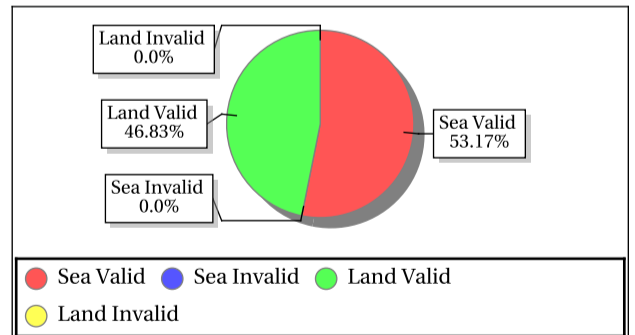 Land Invalid
0.0%
Land Valid
46.83%
Sea Valid
53.17%
Sea Invalid
0.0%
Sea Valid Sea Invalid Land Valid
Land Invalid